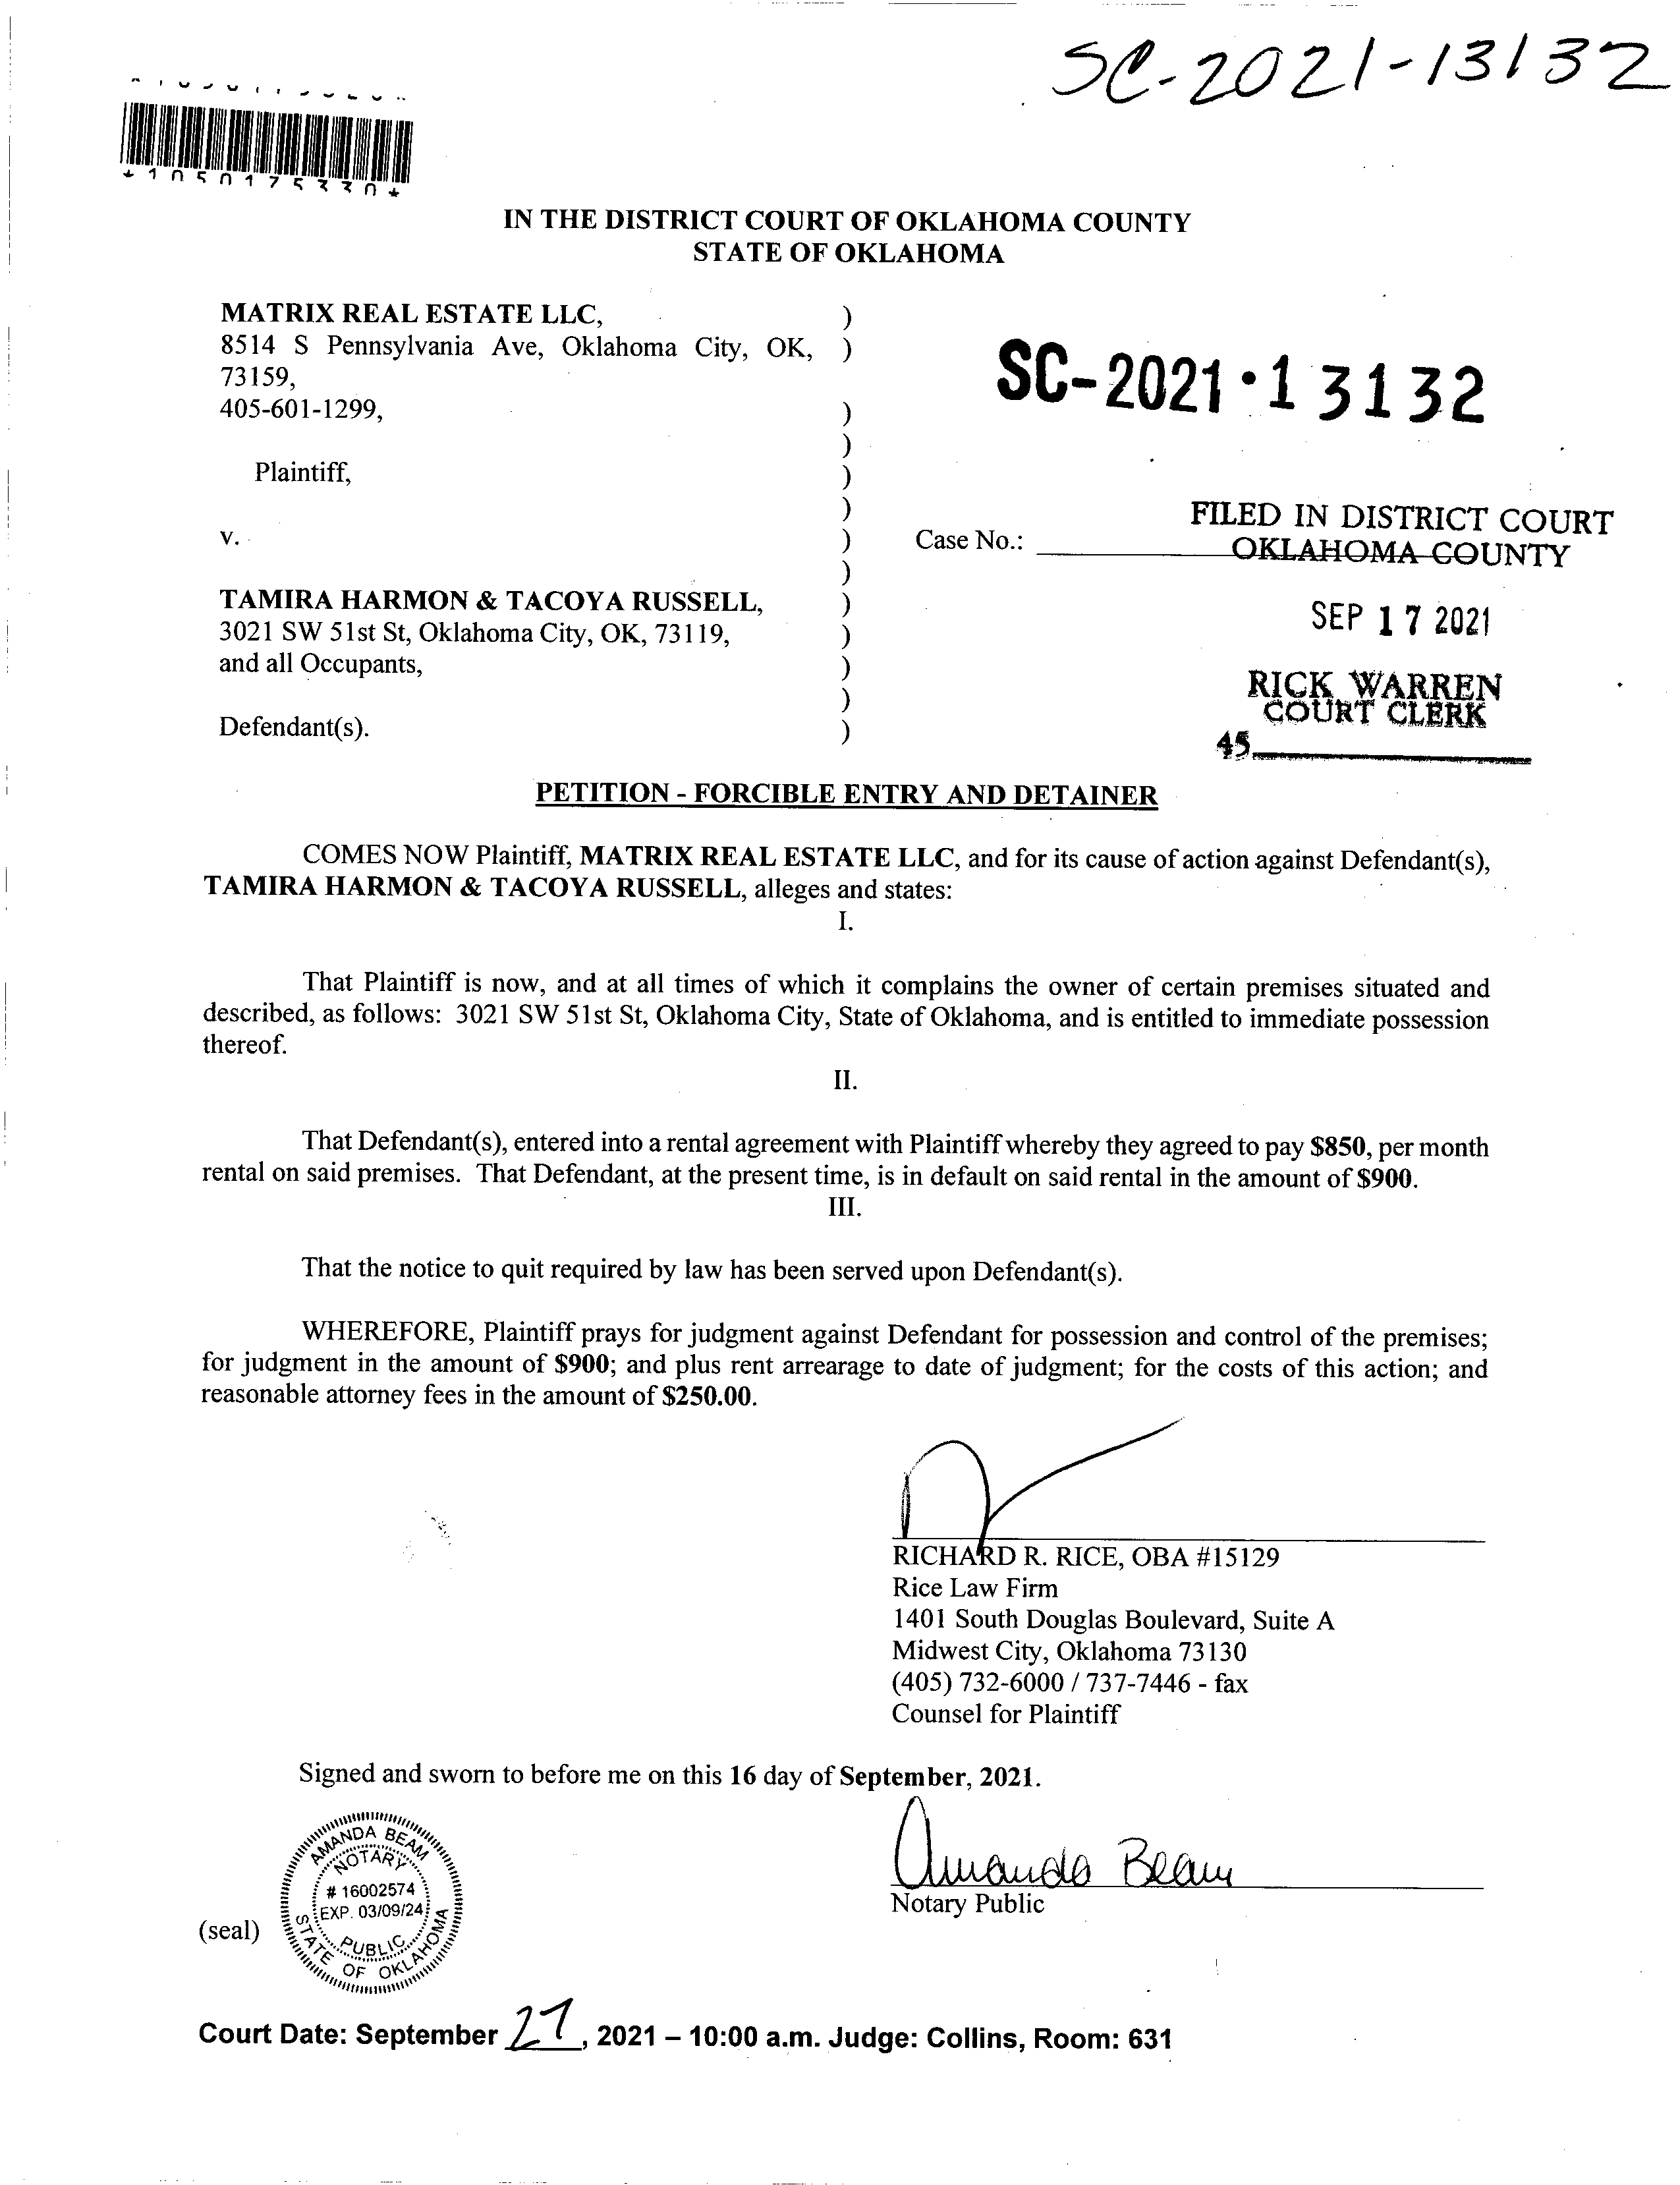 SC-2021-13132
*1050175330*
IN THE DISTRICT COURT OF OKLAHOMA COUNTY
STATE OF OKLAHOMA
MATRIX REAL ESTATE LLC, )
8514 S Pennsylvania Ave, Oklahoma City, OK, )
73159,
405-601-1299, )
)
Plaintiff, )
)
v. )
)
TAMIRA HARMON & TACOYA RUSSELL, )
3021 SW 51st St, Oklahoma City, OK, 73119, )
and all Occupants, )
)
Defendant(s). )
SC-2021·13132
Case No.:
FILED IN DISTRICT COURT
OKLAHOMA COUNTY
SEP 17 2021
RICK WARREN
COURT CLERK
45
PETITION - FORCIBLE ENTRY AND DETAINER
COMES NOW Plaintiff, MATRIX REAL ESTATE LLC, and for its cause of action against Defendant(s),
TAMIRA HARMON & TACOYA RUSSELL, alleges and states:
I.
That Plaintiff is now, and at all times of which it complains the owner of certain premises situated and
described, as follows: 3021 SW 51st St, Oklahoma City, State of Oklahoma, and is entitled to immediate possession
thereof.
II.
That Defendant(s), entered into a rental agreement with Plaintiff whereby they agreed to pay $850, per month
rental on said premises. That Defendant, at the present time, is in default on said rental in the amount of $900.
III.
That the notice to quit required by law has been served upon Defendant(s).
WHEREFORE, Plaintiff prays for judgment against Defendant for possession and control of the premises;
for judgment in the amount of $900; and plus rent arrearage to date of judgment; for the costs of this action; and
reasonable attorney fees in the amount of $250.00.
RICHARD R. RICE, OBA #15129
Rice Law Firm
1401 South Douglas Boulevard, Suite A
Midwest City, Oklahoma 73130
(405) 732-6000 / 737-7446 - fax
Counsel for Plaintiff
Signed and sworn to before me on this 16 day of September, 2021.
Amanda Beam
Notary Public
(seal)
AMANDA BEAM
NOTARY
# 16002574
EXP. 03/09/24
PUBLIC
STATE OF OKLAHOMA
Court Date: September 27, 2021 – 10:00 a.m. Judge: Collins, Room: 631